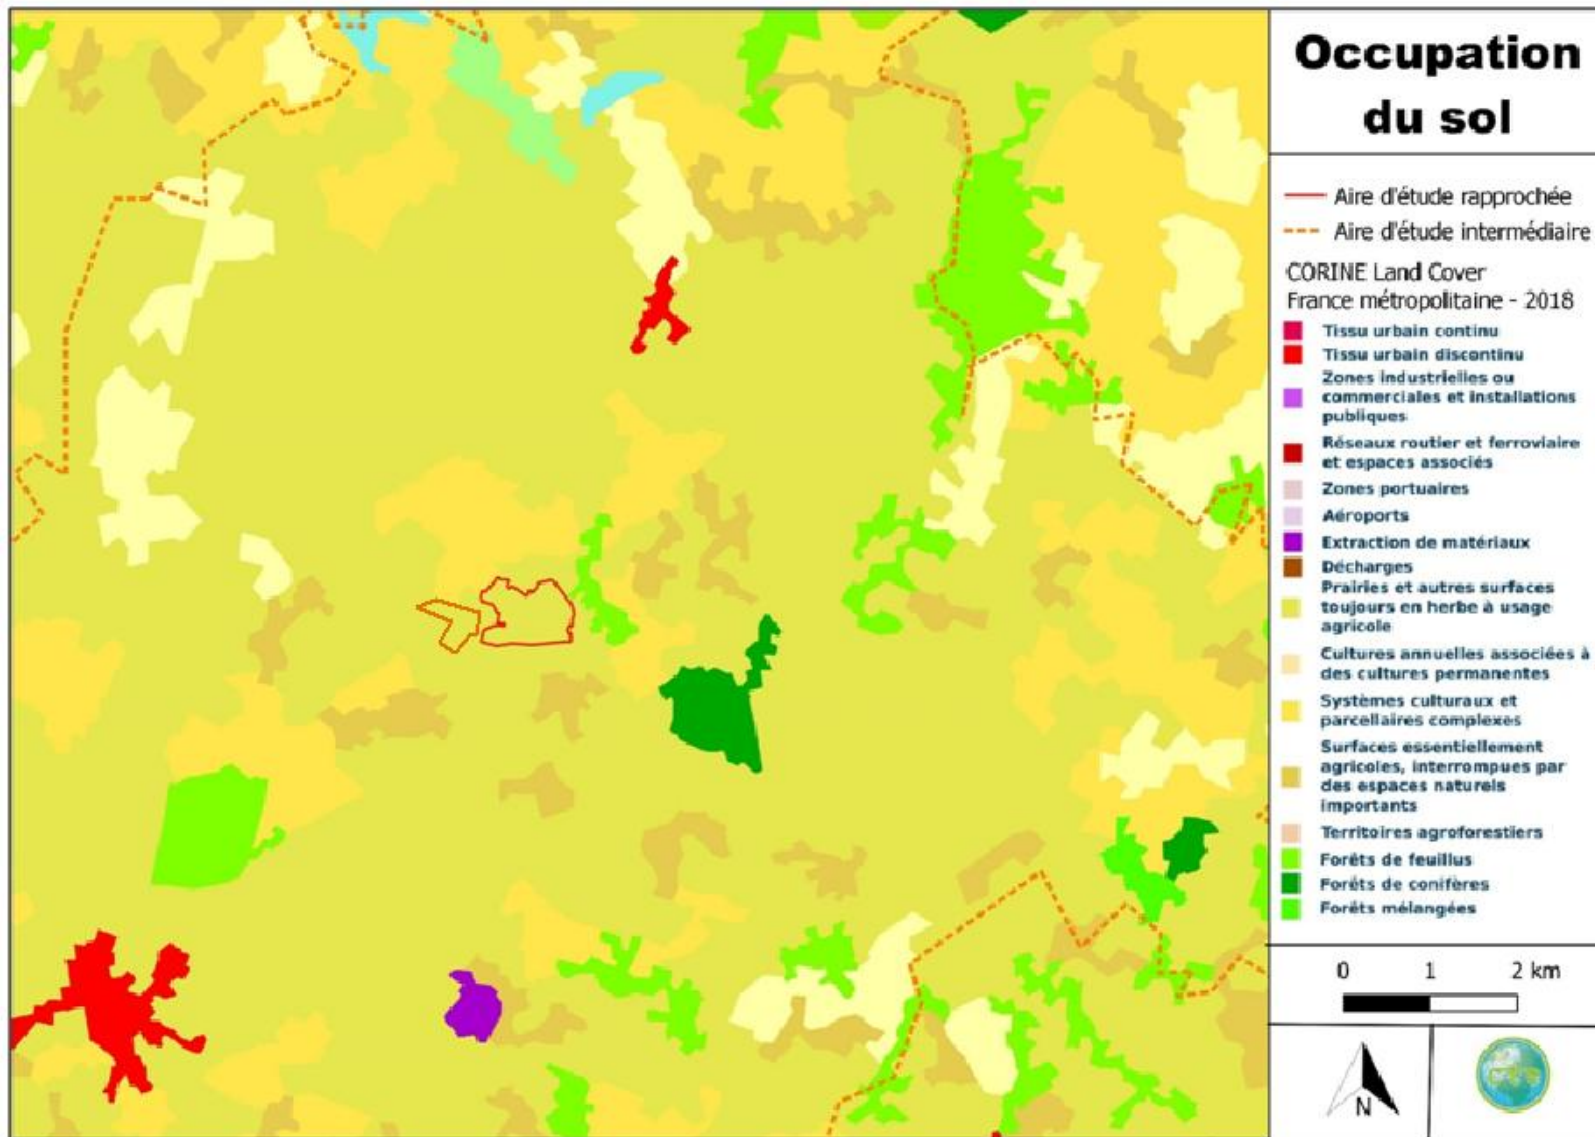 Occupation
du sol
Aire d'étude rapprochée
Aire d'étude intermédiaire
CORINE Land Cover
France métropolitaine - 2018
Tissu urbain continu
Tissu urbain discontinu
Zones industrielles ou
commerciales et installations
publiques
Réseaux routier et ferroviaire
et espaces associés
Zones portuaires
Aéroports
Extraction de matériaux
Décharges
Prairies et autres surfaces
toujours en herbe à usage
agricole
Cultures annuelles associées à
des cultures permanentes
Systèmes culturaux et
parcellaires complexes
Surfaces essentiellement
agricoles, interrompues par
des espaces naturels
importants
Territoires agroforestiers
Forêts de feuillus
Forêts de conifères
Forêts mélangées
0 1 2 km
N